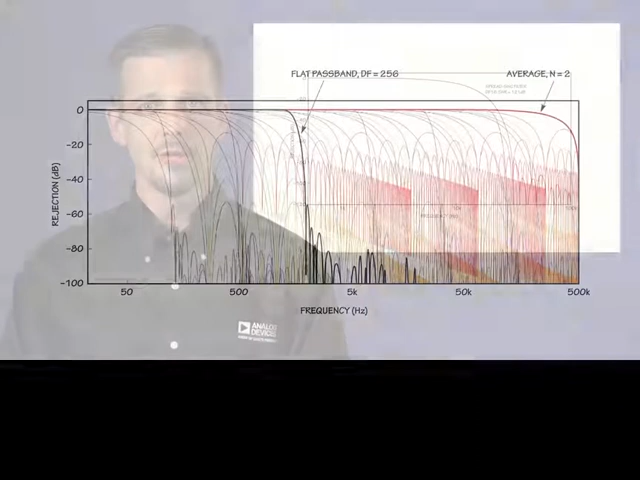 FLAT PASSBAND, DF = 256
AVERAGE, N = 2
0
-20
-40
-60
-80
-100
REJECTION (dB)
50
500
5k
50k
500k
FREQUENCY (Hz)
ANALOG
DEVICES